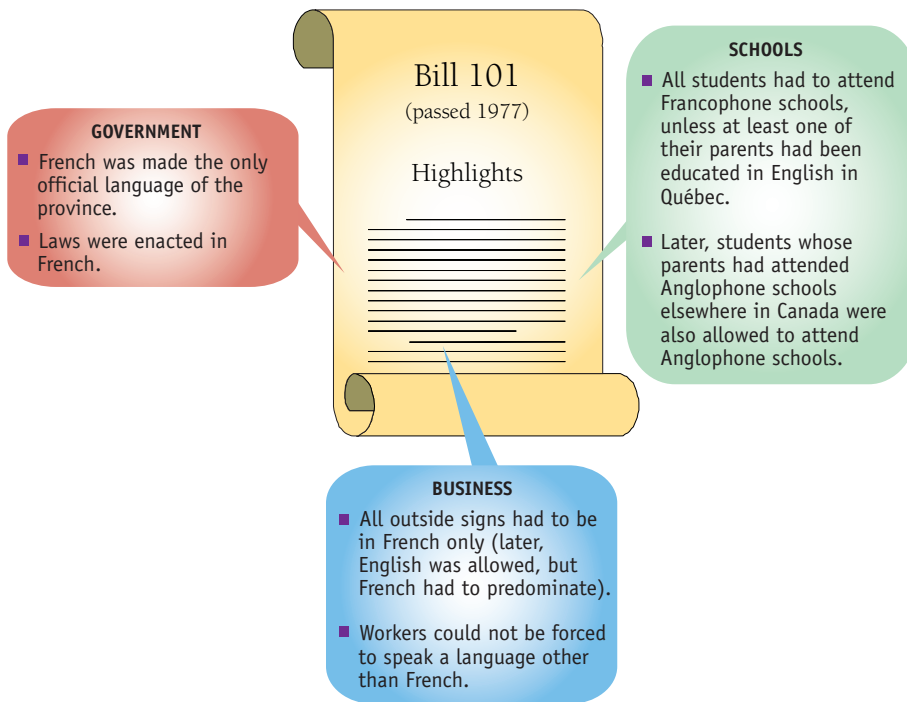 Bill 101
(passed 1977)
Highlights
GOVERNMENT
■ French was made the only
official language of the
province.
■ Laws were enacted in
French.
SCHOOLS
■ All students had to attend
Francophone schools,
unless at least one of
their parents had been
educated in English in
Québec.
■ Later, students whose
parents had attended
Anglophone schools
elsewhere in Canada were
also allowed to attend
Anglophone schools.
BUSINESS
■ All outside signs had to be
in French only (later,
English was allowed, but
French had to predominate).
■ Workers could not be forced
to speak a language other
than French.